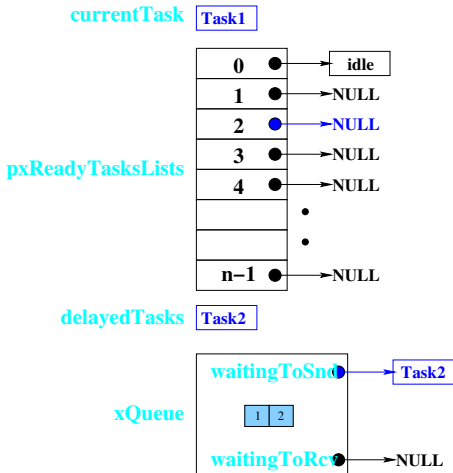 currentTask Task1
0 idle
1 NULL
2 NULL
3 NULL
pxReadyTasksLists
4 NULL
n-1 NULL
delayedTasks Task2
waitingToSnd Task2
xQueue 1 2
waitingToRcv NULL